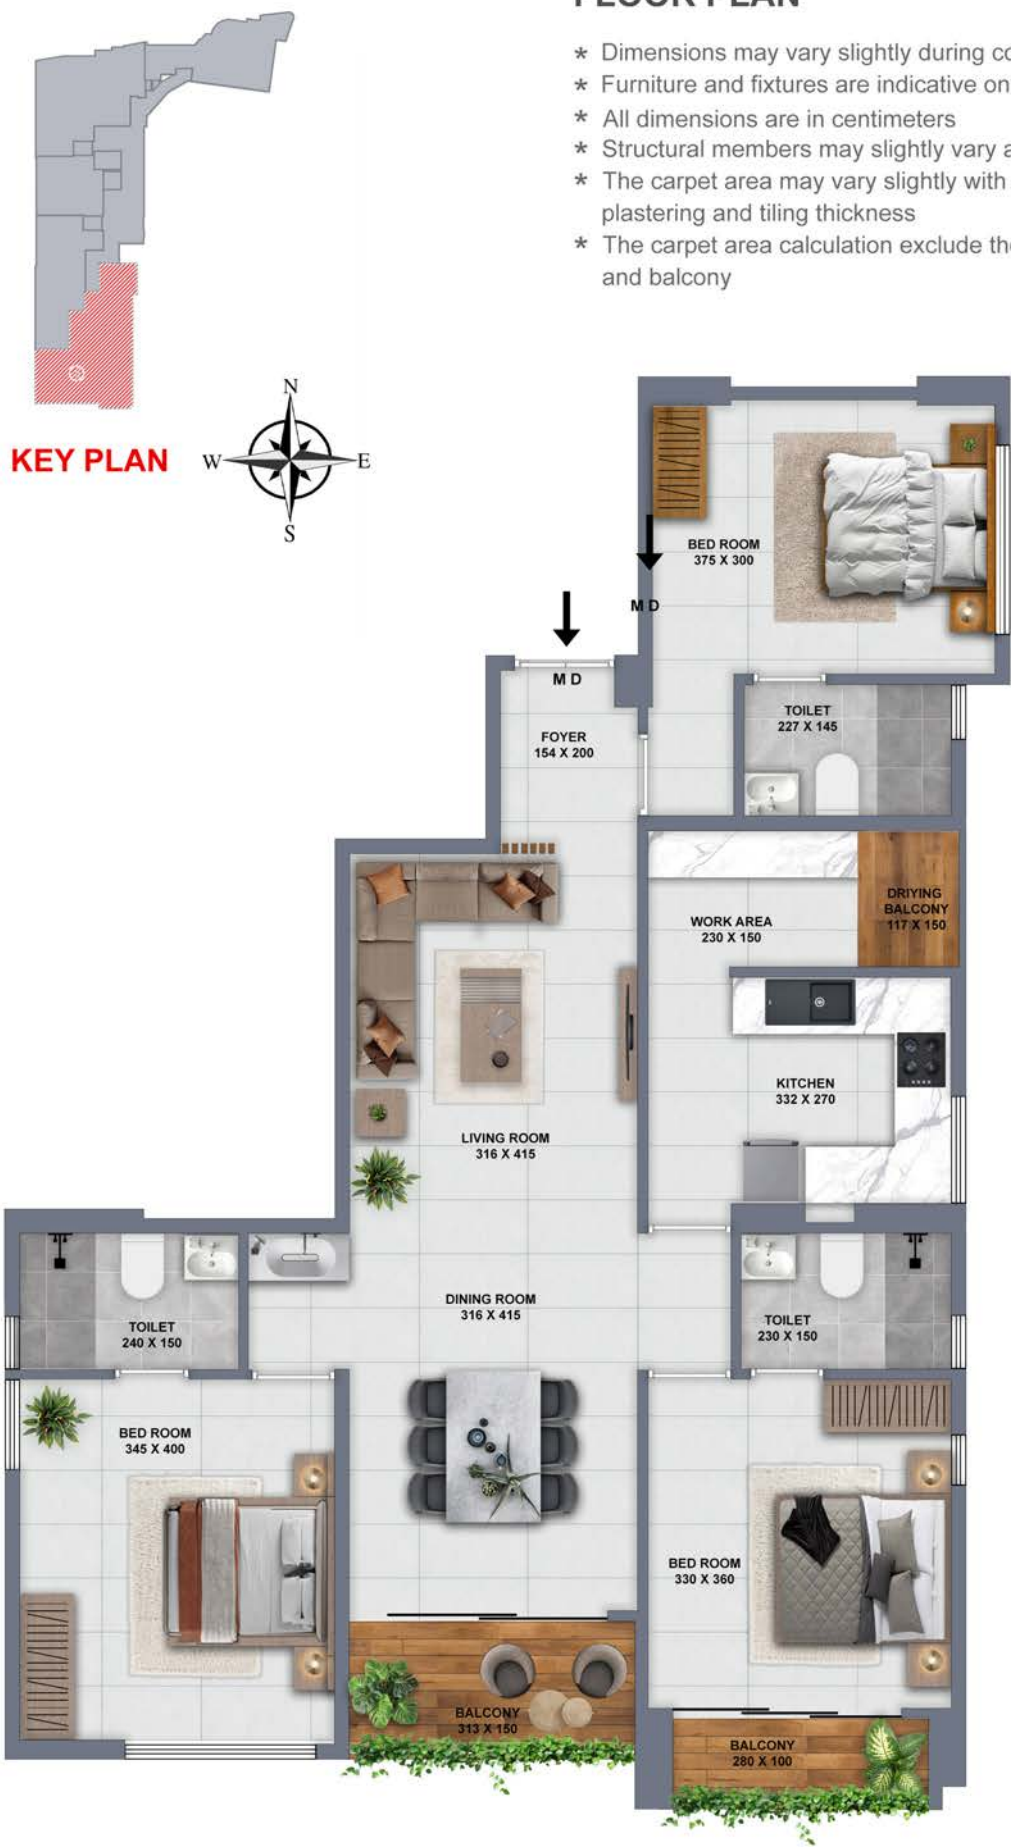 * Dimensions may vary slightly during
* Furniture and fixtures are indicative
* All dimensions are in centimeters
* Structural members may slightly vary
* The carpet area may vary slightly with
plastering and tiling thickness
* The carpet area calculation exclude
and balcony
KEY PLAN
N
W
E
S
BED ROOM
375 X 300
M D
M D
TOILET
227 X 145
FOYER
154 X 200
DRIYING
BALCONY
117 X 150
WORK AREA
230 X 150
KITCHEN
332 X 270
LIVING ROOM
316 X 415
DINING ROOM
316 X 415
TOILET
240 X 150
TOILET
230 X 150
BED ROOM
345 X 400
BED ROOM
330 X 360
BALCONY
313 X 150
BALCONY
280 X 100